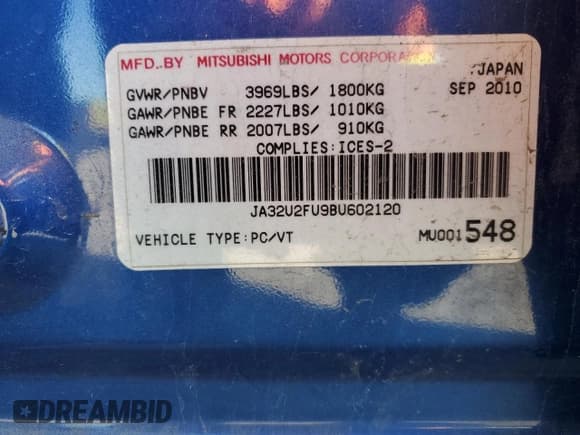 MFD. BY MITSUBISHI MOTORS CORPORATION JAPAN
GVWR/PNBV 3969LBS/ 1800KG SEP 2010
GAWR/PNBE FR 2227LBS/ 1010KG
GAWR/PNBE RR 2007LBS/ 910KG
COMPLIES:ICES-2
JA32U2FU9BU602120
VEHICLE TYPE:PC/VT MU001548
DREAMBID